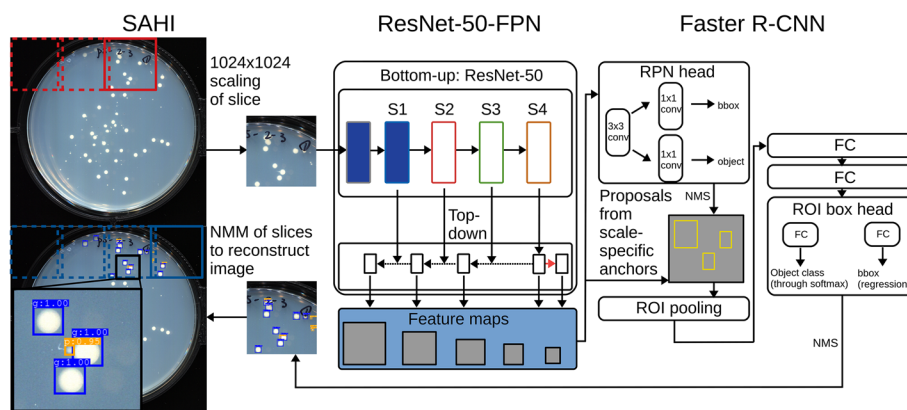 SAHI
ResNet-50-FPN
Faster R-CNN
1024x1024
scaling
of slice
Bottom-up: ResNet-50
S1
S2
S3
S4
Top-
down
Feature maps
RPN head
3x3
conv
1x1
conv
bbox
1x1
conv
object
NMS
Proposals
from
scale-
specific
anchors
ROI pooling
FC
FC
ROI box head
FC
FC
Object class
(through softmax)
bbox
(regression)
NMS
NMM of slices
to reconstruct
image
g:1.00
g:1.00
g:1.00